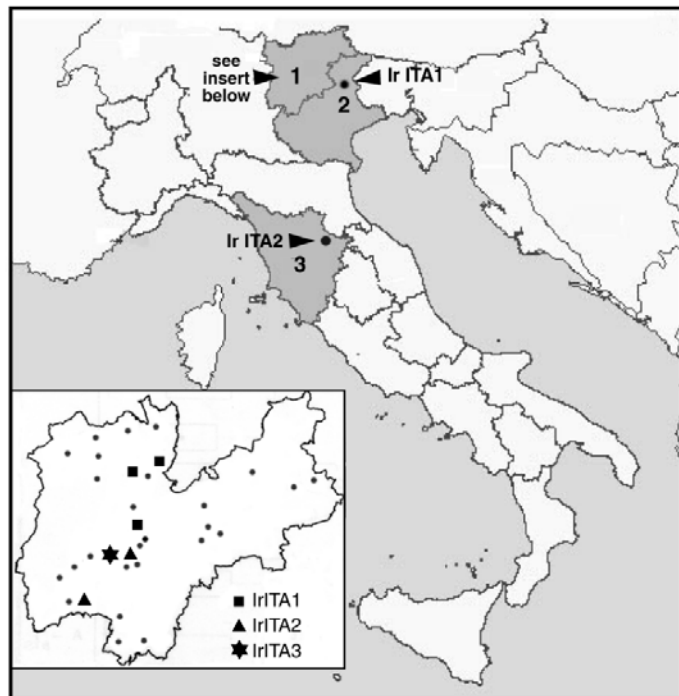 see
insert
below
1
Ir ITA1
2
Ir ITA2
3
IrITA1
IrITA2
IrITA3